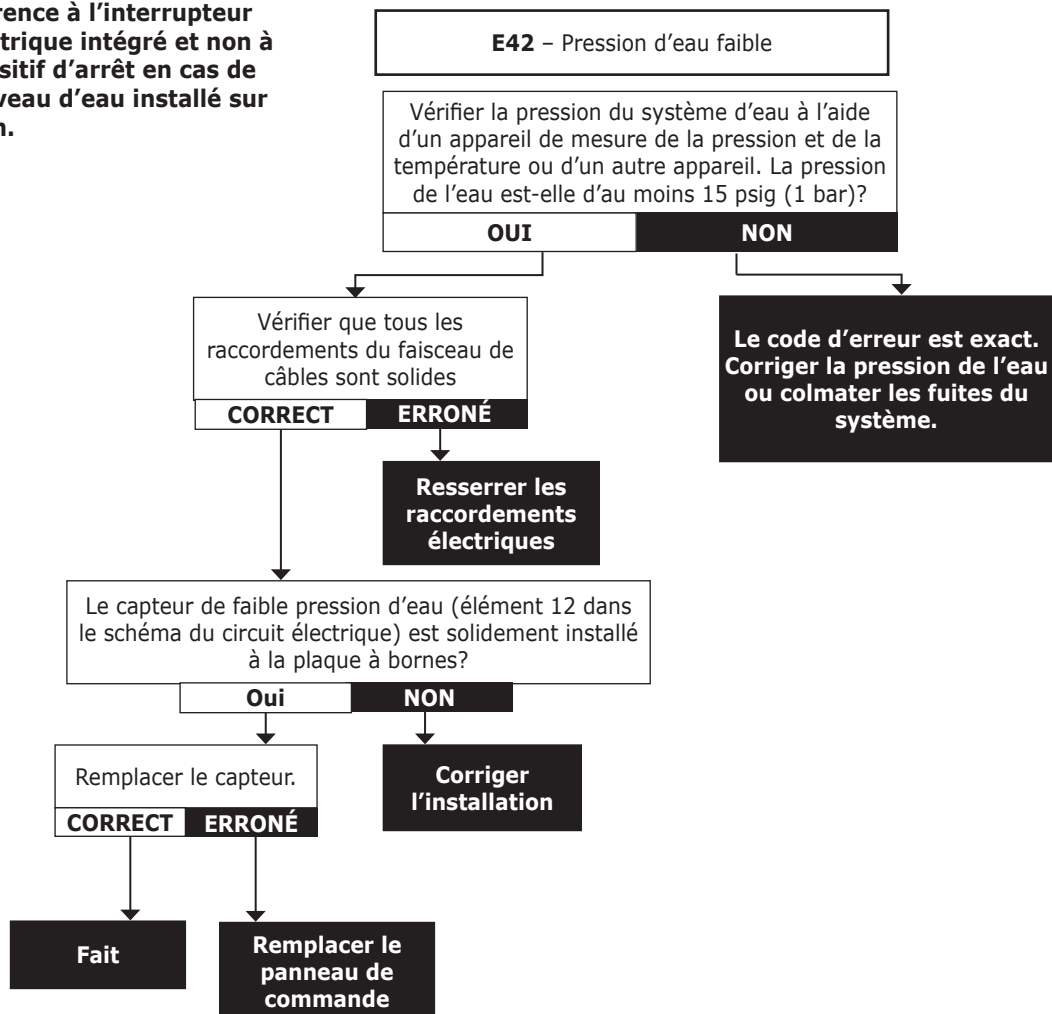 rence à l’interrupteur
trique intégré et non à
sitif d’arrêt en cas de
veau d’eau installé sur
n.
E42 – Pression d’eau faible
Vérifier la pression du système d’eau à l’aide
d’un appareil de mesure de la pression et de la
température ou d’un autre appareil. La pression
de l’eau est-elle d’au moins 15 psig (1 bar)?
OUI
NON
Vérifier que tous les
raccordements du faisceau de
câbles sont solides
CORRECT
ERRONÉ
Le code d’erreur est exact.
Corriger la pression de l’eau
ou colmater les fuites du
système.
Resserrer les
raccordements
électriques
Le capteur de faible pression d’eau (élément 12 dans
le schéma du circuit électrique) est solidement installé
à la plaque à bornes?
Oui
NON
Remplacer le capteur.
CORRECT
ERRONÉ
Corriger
l’installation
Fait
Remplacer le
panneau de
commande